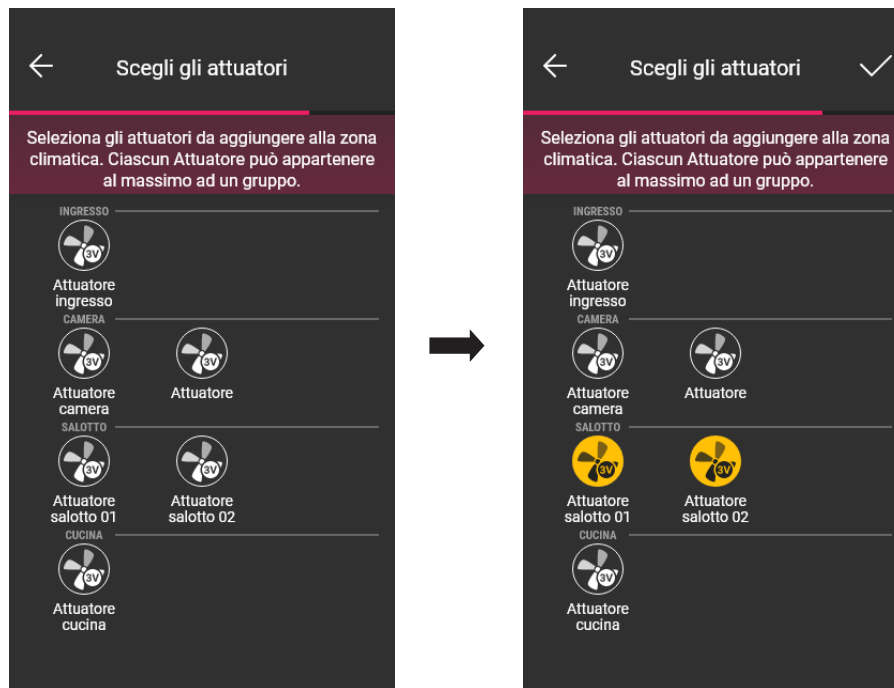 Scegli gli attuatori
Seleziona gli attuatori da aggiungere alla zona
climatica. Ciascun Attuatore può appartenere
al massimo ad un gruppo.
INGRESSO
3V
Attuatore
ingresso
CAMERA
3V 3V
Attuatore Attuatore
camera
SALOTTO
3V 3V
Attuatore Attuatore
salotto 01 salotto 02
CUCINA
3V
Attuatore
cucina
Scegli gli attuatori
Seleziona gli attuatori da aggiungere alla zona
climatica. Ciascun Attuatore può appartenere
al massimo ad un gruppo.
INGRESSO
3V
Attuatore
ingresso
CAMERA
3V 3V
Attuatore Attuatore
camera
SALOTTO
3V 3V
Attuatore Attuatore
salotto 01 salotto 02
CUCINA
3V
Attuatore
cucina